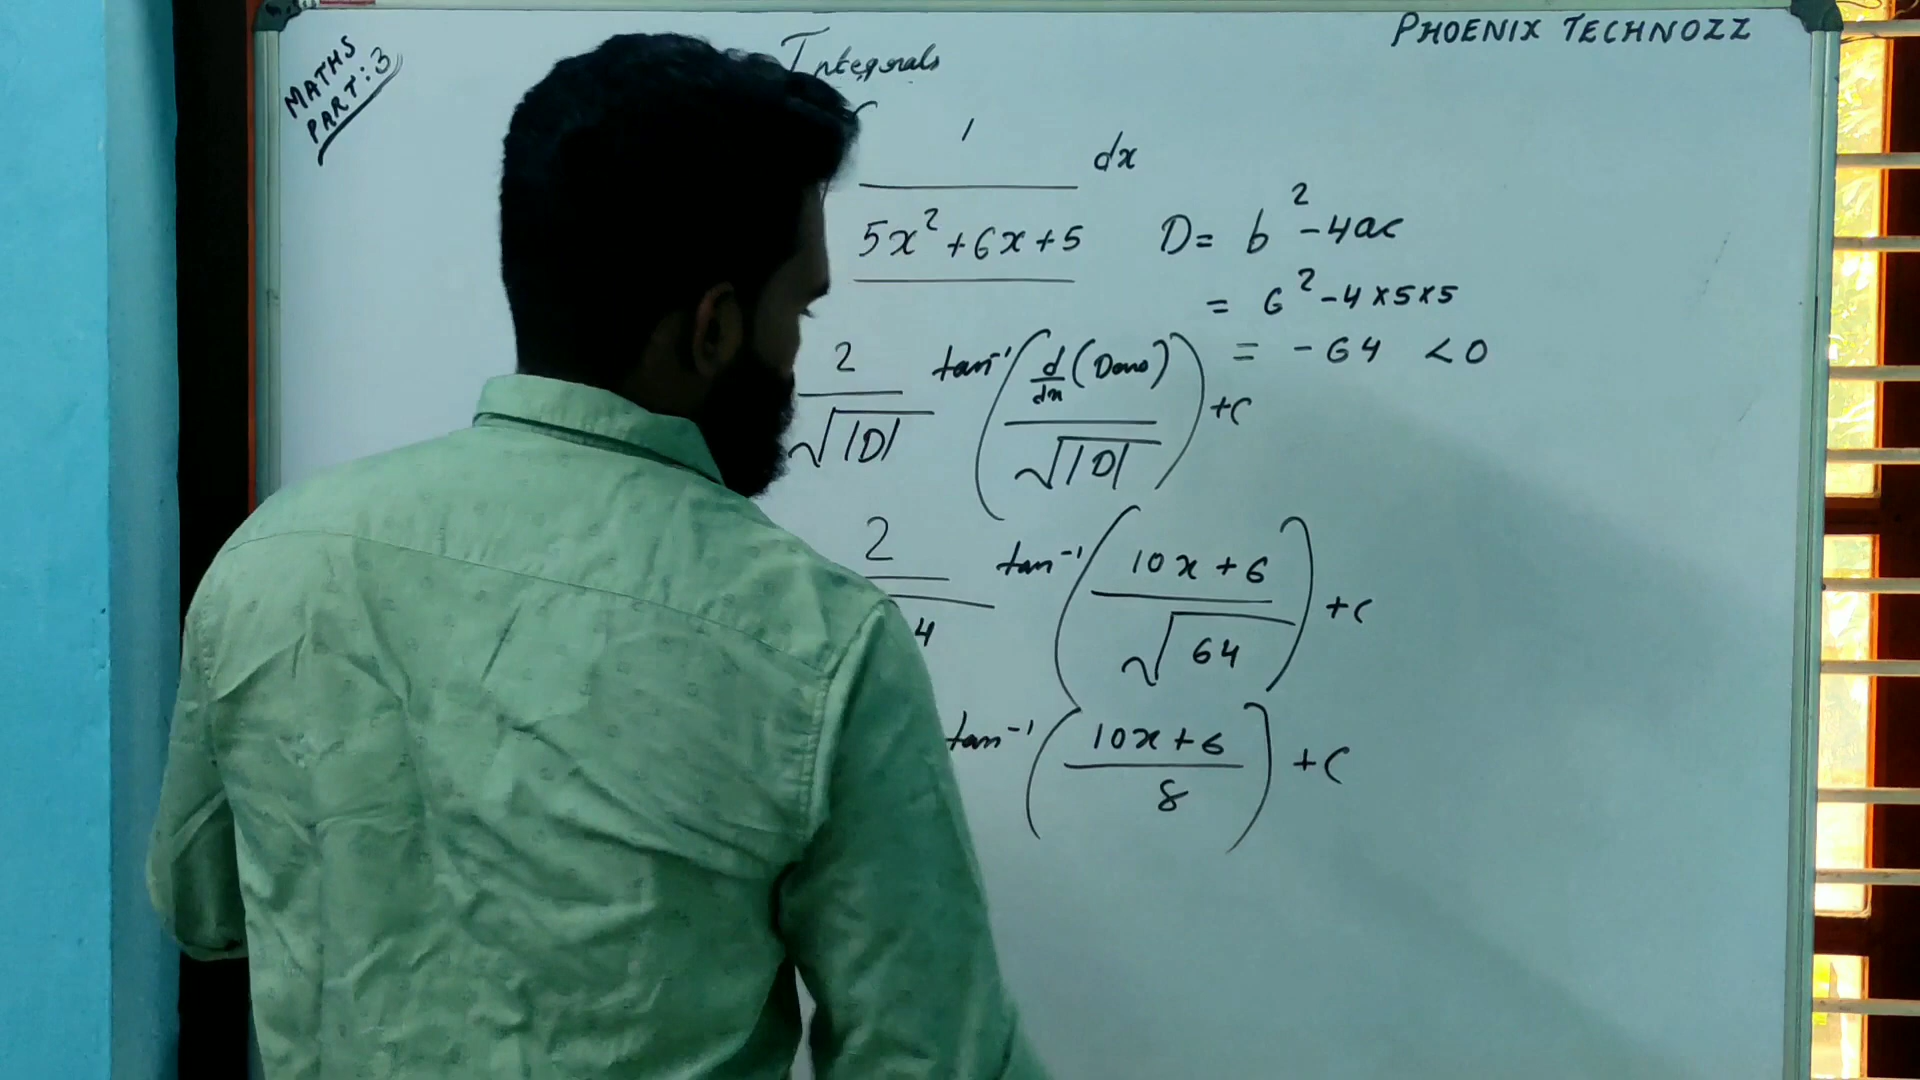 MATHS
PART:3
Integrals
PHOENIX TECHNOZZ
∫ 1 / (5x² + 6x + 5) dx
D = b² - 4ac
= 6² - 4 × 5 × 5
= - 64 < 0
2 / √|D| tan⁻¹ ( d/dx (Deno) / √|D| ) + C
2 / 4 tan⁻¹ ( 10x + 6 / √64 ) + C
tan⁻¹ ( 10x + 6 / 8 ) + C